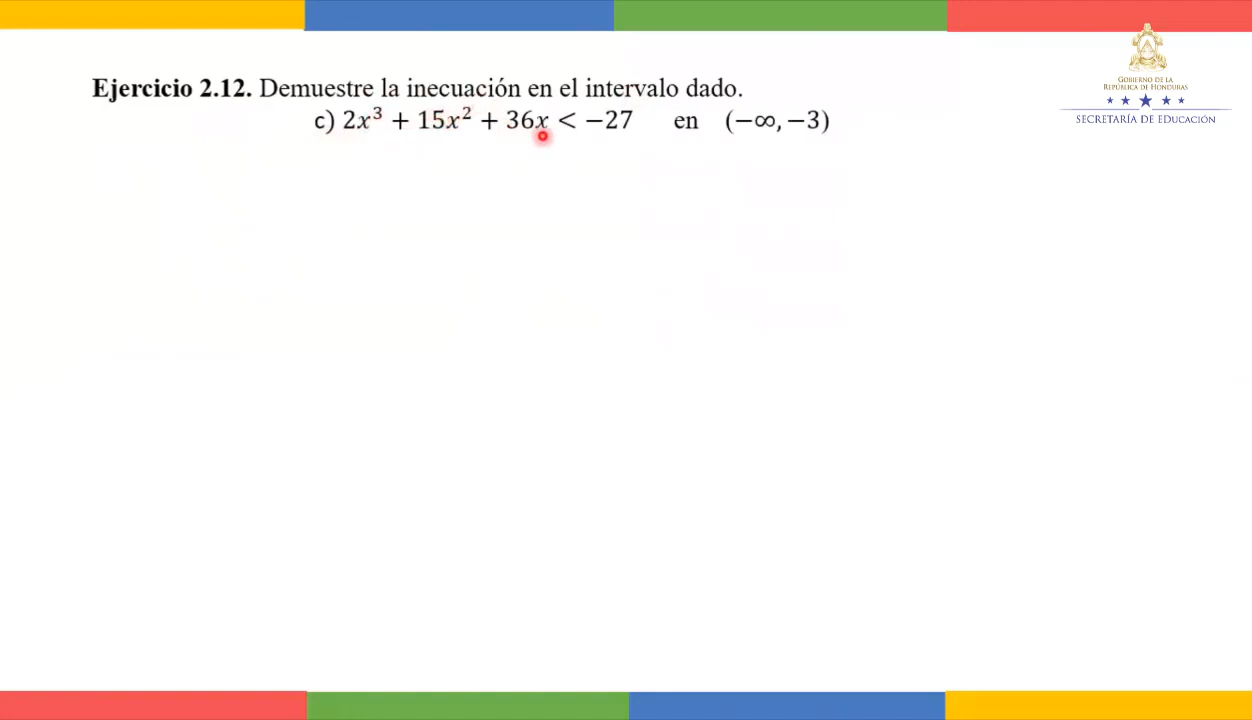 Ejercicio 2.12. Demuestre la inecuación en el intervalo dado.
c) 2x³ + 15x² + 36x < −27 en (−∞, −3)
GOBIERNO DE LA
REPÚBLICA DE HONDURAS
SECRETARÍA DE EDUCACIÓN